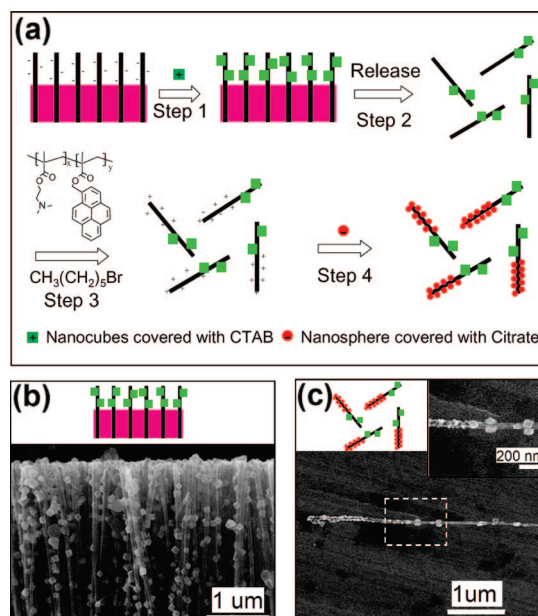 (a)
Release
Step 1
Step 2
x
y
O
O
O
O
N
CH3(CH2)5Br
Step 3
Step 4
Nanocubes covered with CTAB
Nanosphere covered with Citrate
(b)
1 um
(c)
200 nm
1um